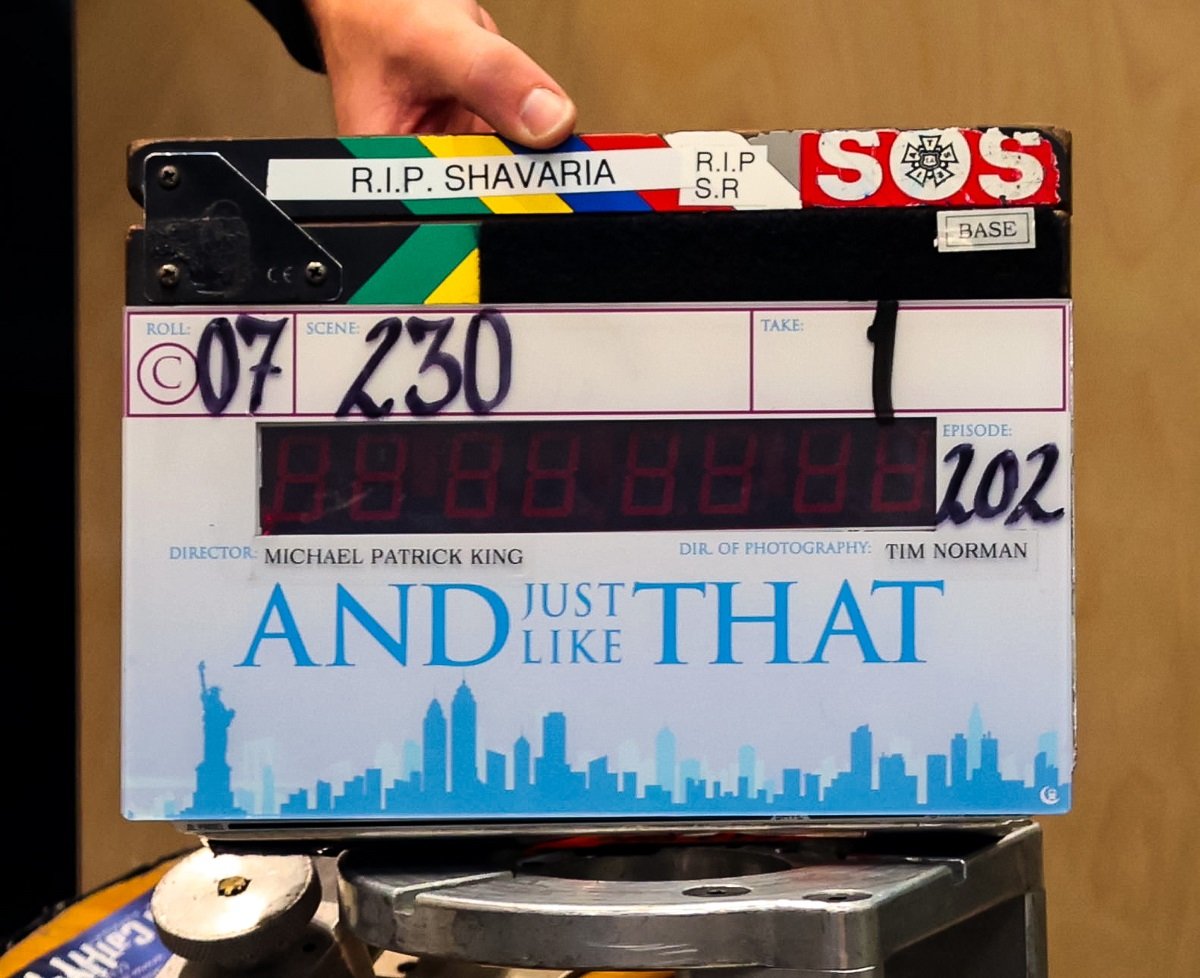 R.I.P. SHAVARIA
R.I.P
S.R
SOS
BASE
CE
ROLL: C 07
SCENE: 230
TAKE: 1
EPISODE:
202
DIRECTOR: MICHAEL PATRICK KING
DIR. OF PHOTOGRAPHY: TIM NORMAN
AND JUST LIKE THAT